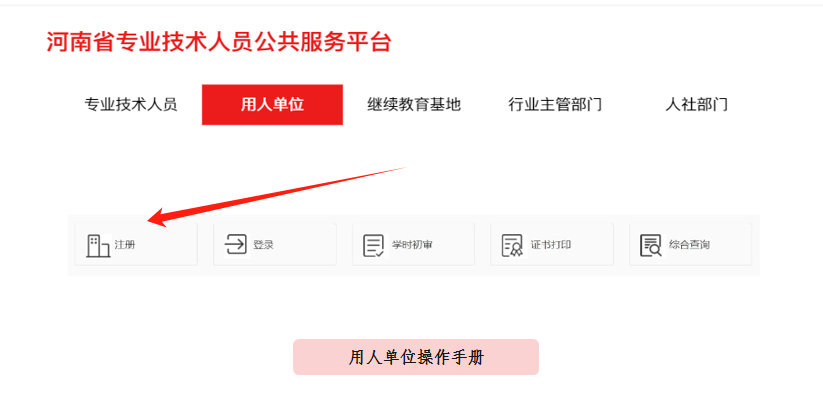 河南省专业技术人员公共服务平台
专业技术人员 用人单位 继续教育基地 行业主管部门 人社部门
注册 登录 学时初审 证书打印 综合查询
用人单位操作手册